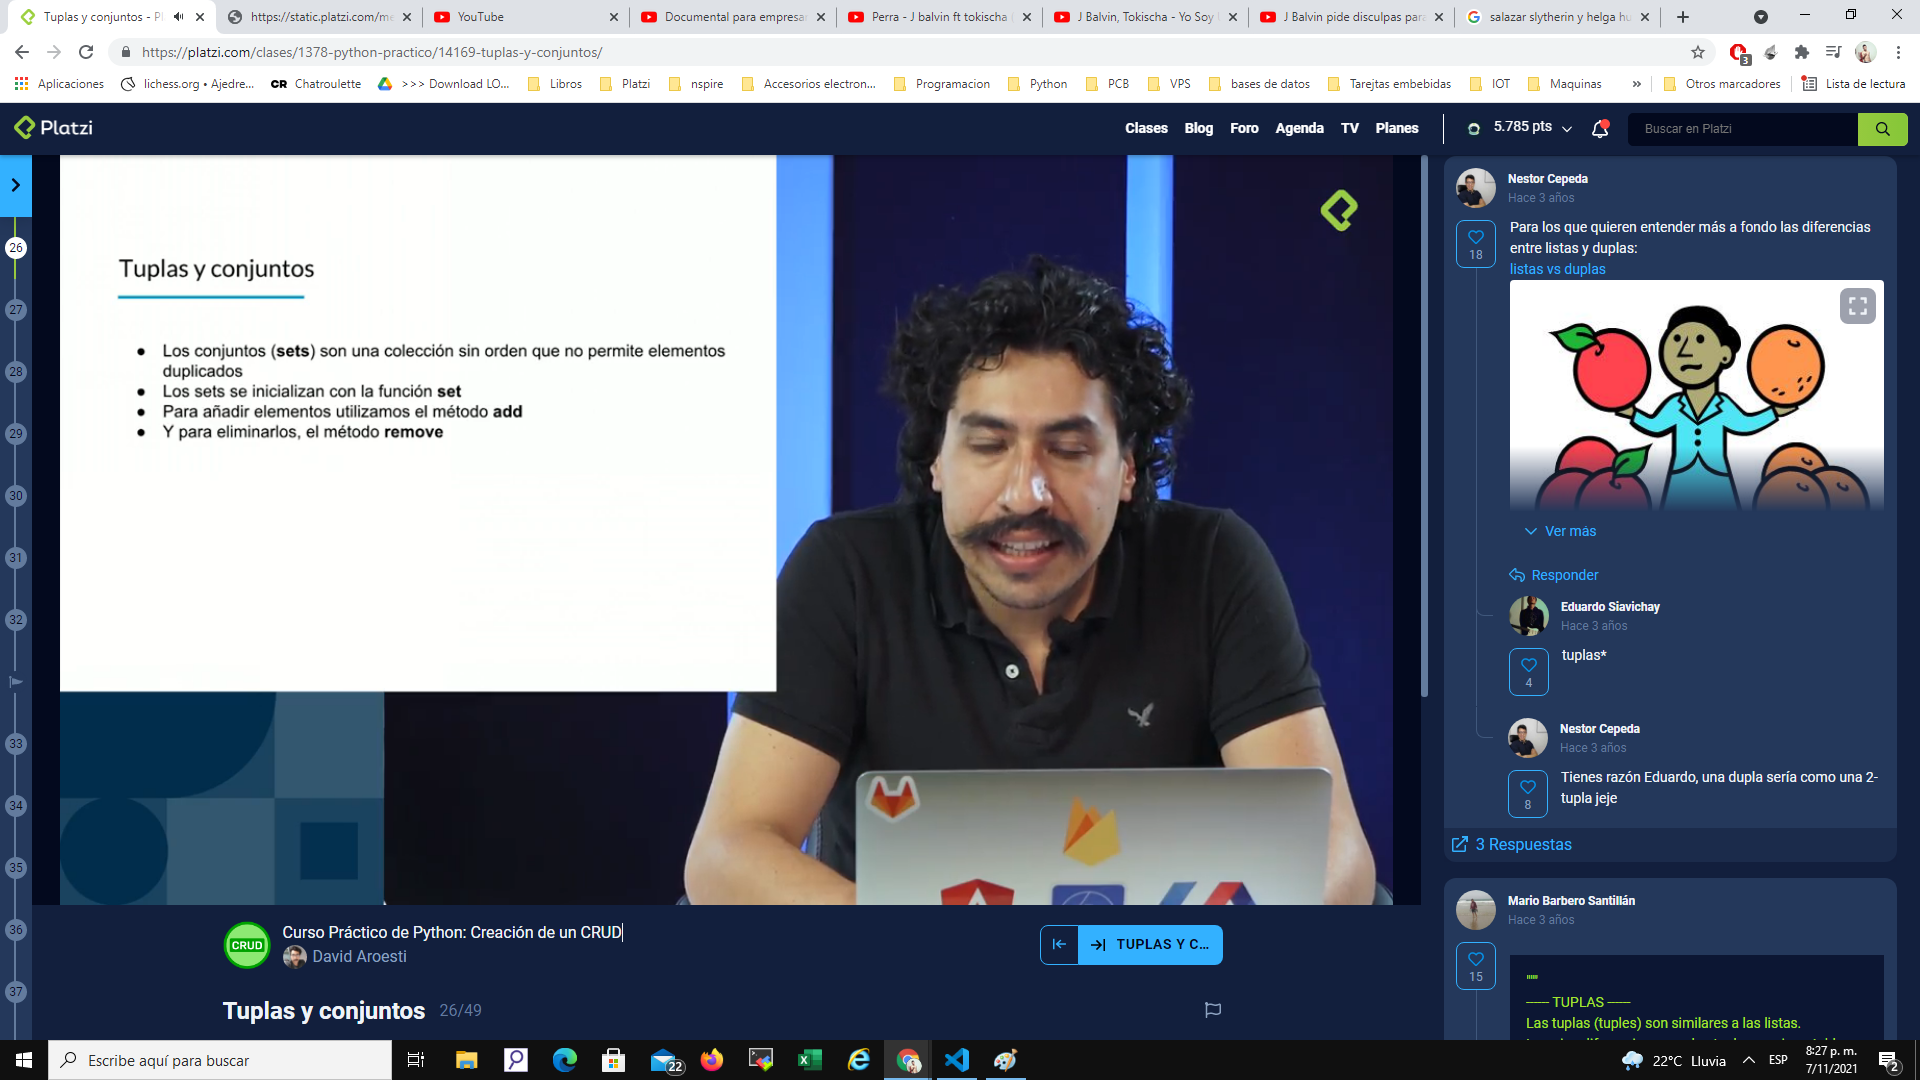 Tuplas y conjuntos - Pl
https://static.platzi.com/me
YouTube
Documental para empresa
Perra - J balvin ft tokischa
J Balvin, Tokischa - Yo Soy
J Balvin pide disculpas para
salazar slytherin y helga hu
https://platzi.com/clases/1378-python-practico/14169-tuplas-y-conjuntos/
3
Aplicaciones
lichess.org • Ajedre...
CR Chatroulette
>>> Download LO...
Libros
Platzi
nspire
Accesorios electron...
Programacion
Python
PCB
VPS
bases de datos
Tarejtas embebidas
IOT
Maquinas
»
Otros marcadores
Lista de lectura
Platzi
Clases
Blog
Foro
Agenda
TV
Planes
5.785 pts
Buscar en Platzi
26
27
28
29
30
31
32
33
34
35
36
37
Tuplas y conjuntos
● Los conjuntos (sets) son una colección sin orden que no permite elementos
duplicados
● Los sets se inicializan con la función set
● Para añadir elementos utilizamos el método add
● Y para eliminarlos, el método remove
CRUD
Curso Práctico de Python: Creación de un CRUD
David Aroesti
TUPLAS Y C...
Tuplas y conjuntos 26/49
Nestor Cepeda
Hace 3 años
18
Para los que quieren entender más a fondo las diferencias
entre listas y duplas:
listas vs duplas
Ver más
Responder
Eduardo Siavichay
Hace 3 años
tuplas*
4
Nestor Cepeda
Hace 3 años
Tienes razón Eduardo, una dupla sería como una 2-
tupla jeje
8
3 Respuestas
Mario Barbero Santillán
Hace 3 años
15
"""
------ TUPLAS ------
Las tuplas (tuples) son similares a las listas.
Escribe aquí para buscar
22
22°C Lluvia
ESP
8:27 p. m.
7/11/2021
2